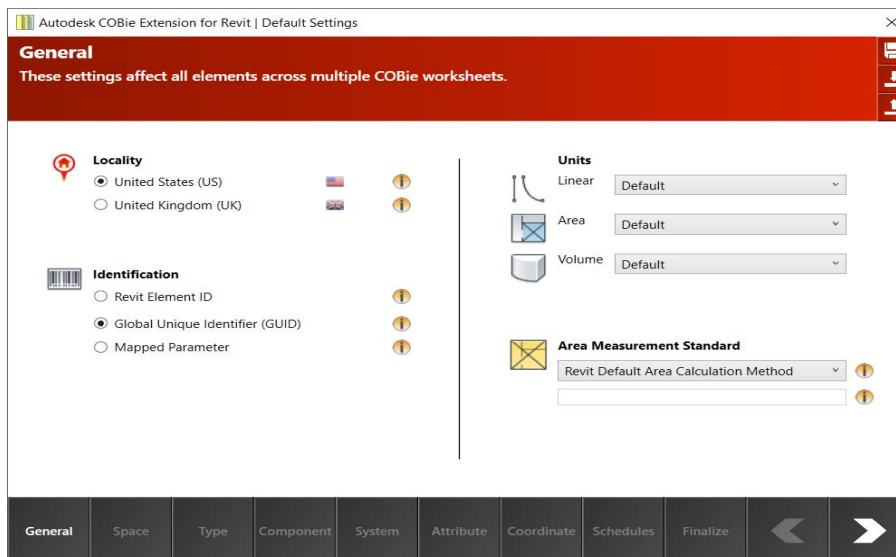 Autodesk COBie Extension for Revit | Default Settings
General
These settings affect all elements across multiple COBie worksheets.
Locality
United States (US)
United Kingdom (UK)
Identification
Revit Element ID
Global Unique Identifier (GUID)
Mapped Parameter
Units
Linear
Default
Area
Default
Volume
Default
Area Measurement Standard
Revit Default Area Calculation Method
General
Space
Type
Component
System
Attribute
Coordinate
Schedules
Finalize